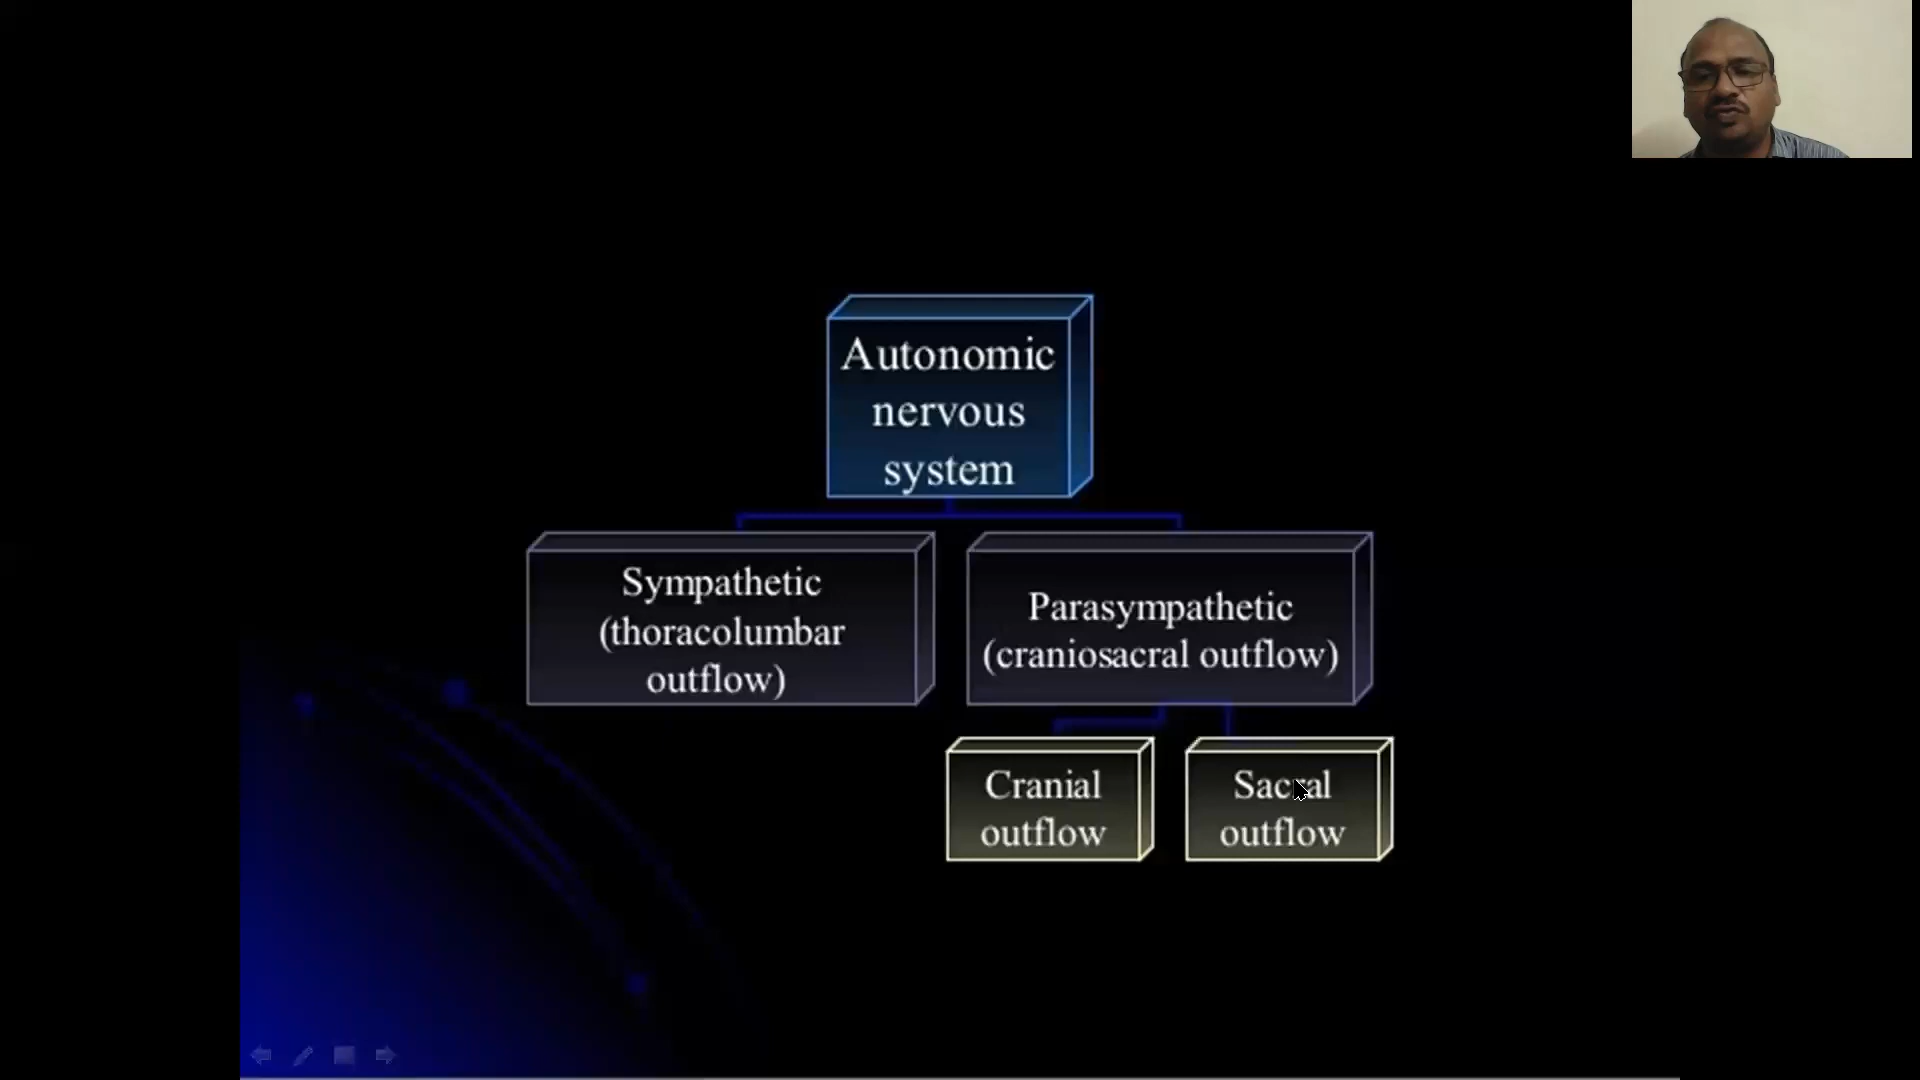 Autonomic
nervous
system
Sympathetic
(thoracolumbar
outflow)
Parasympathetic
(craniosacral outflow)
Cranial
outflow
Sacral
outflow